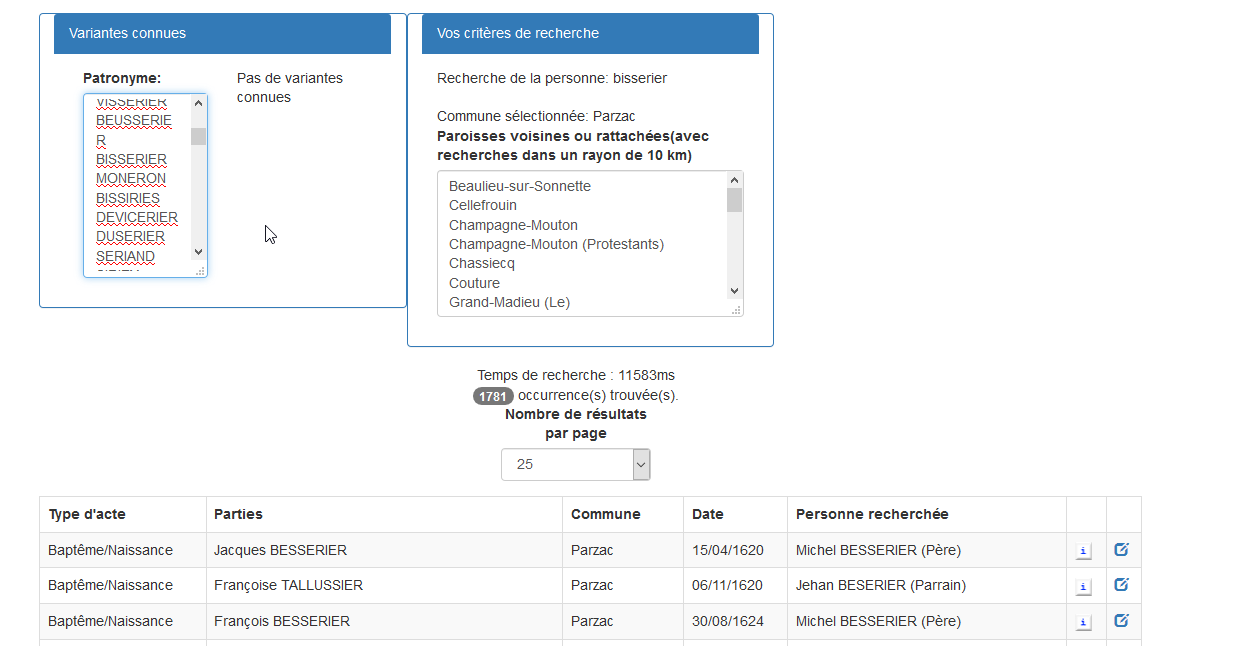 Variantes connues
Patronyme:
Pas de variantes
connues
VISSERIER
BEUSSERIE
R
BISSERIER
MONERON
BISSIRIES
DEVICERIER
DUSERIER
SERIAND
Vos critères de recherche
Recherche de la personne: bisserier
Commune sélectionnée: Parzac
Paroisses voisines ou rattachées(avec
recherches dans un rayon de 10 km)
Beaulieu-sur-Sonnette
Cellefrouin
Champagne-Mouton
Champagne-Mouton (Protestants)
Chassiecq
Couture
Grand-Madieu (Le)
Temps de recherche : 11583ms
1781 occurrence(s) trouvée(s).
Nombre de résultats
par page
25
Type d'acte Parties Commune Date Personne recherchée
Baptême/Naissance Jacques BESSERIER Parzac 15/04/1620 Michel BESSERIER (Père) i
Baptême/Naissance Françoise TALLUSSIER Parzac 06/11/1620 Jehan BESERIER (Parrain) i
Baptême/Naissance François BESSERIER Parzac 30/08/1624 Michel BESSERIER (Père) i